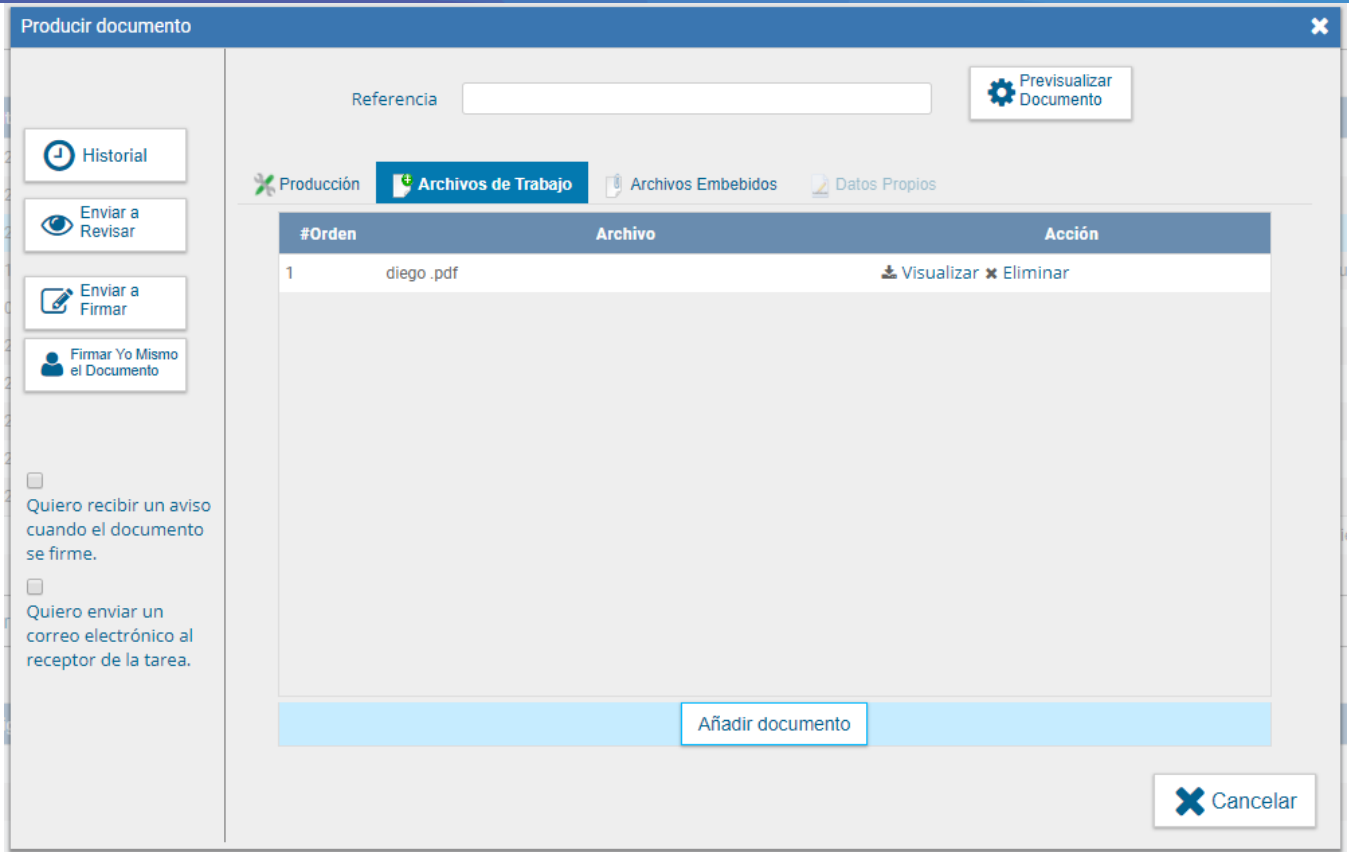 Producir documento
Referencia
Previsualizar
Documento
Historial
Enviar a
Revisar
Enviar a
Firmar
Firmar Yo Mismo
el Documento
Quiero recibir un aviso
cuando el documento
se firme.
Quiero enviar un
correo electrónico al
receptor de la tarea.
Producción Archivos de Trabajo Archivos Embebidos Datos Propios
#Orden Archivo Acción
1 diego .pdf Visualizar Eliminar
Añadir documento
Cancelar